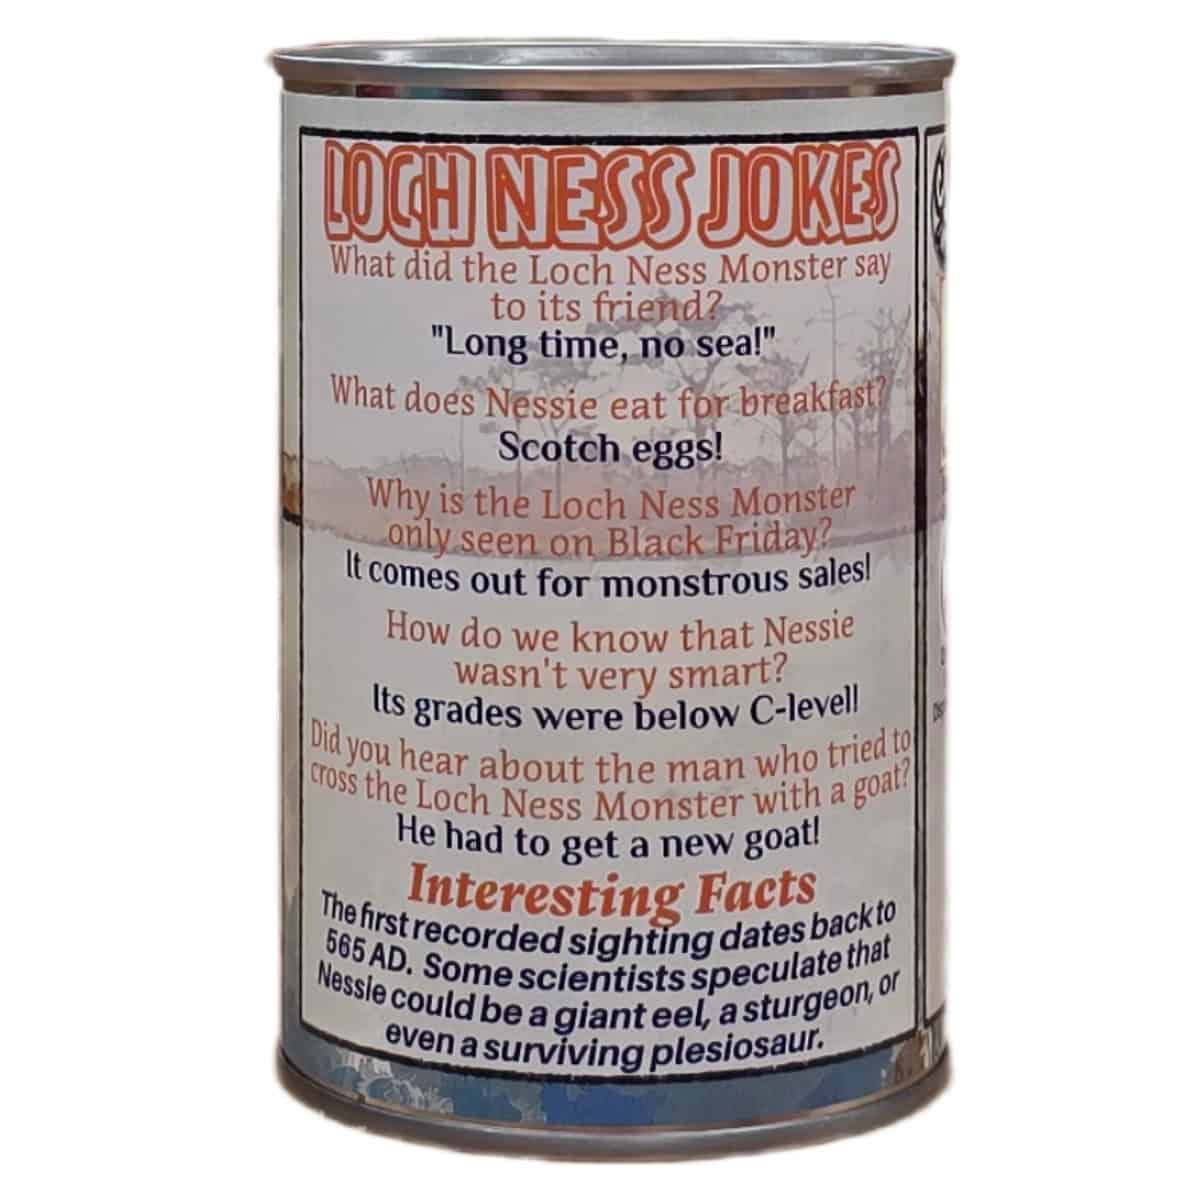 LOCH NESS JOKES
What did the Loch Ness Monster say
to its friend?
"Long time, no sea!"
What does Nessie eat for breakfast?
Scotch eggs!
Why is the Loch Ness Monster
only seen on Black Friday?
It comes out for monstrous sales!
How do we know that Nessie
wasn't very smart?
Its grades were below C-level!
Did you hear about the man who tried to
cross the Loch Ness Monster with a goat?
He had to get a new goat!
Interesting Facts
The first recorded sighting dates back to
565 AD. Some scientists speculate that
Nessie could be a giant eel, a sturgeon, or
even a surviving plesiosaur.